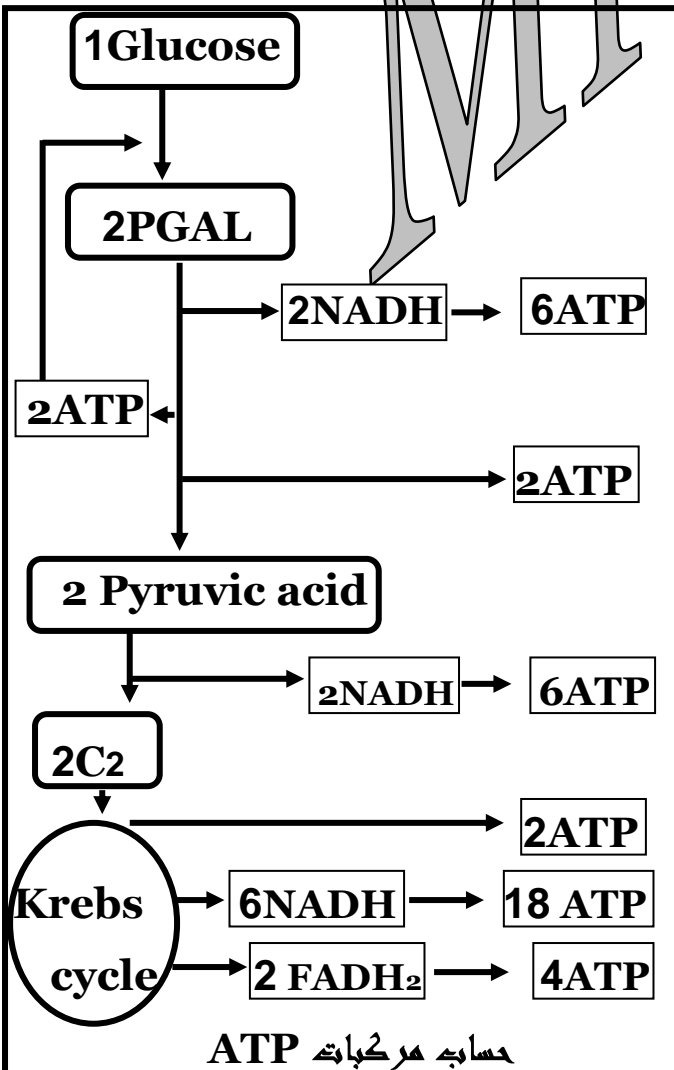 1Glucose
2PGAL
2NADH 6ATP
2ATP
2ATP
2 Pyruvic acid
2NADH 6ATP
2C2
2ATP
Krebs cycle
6NADH 18 ATP
2 FADH₂ 4ATP
حساب مركبات ATP